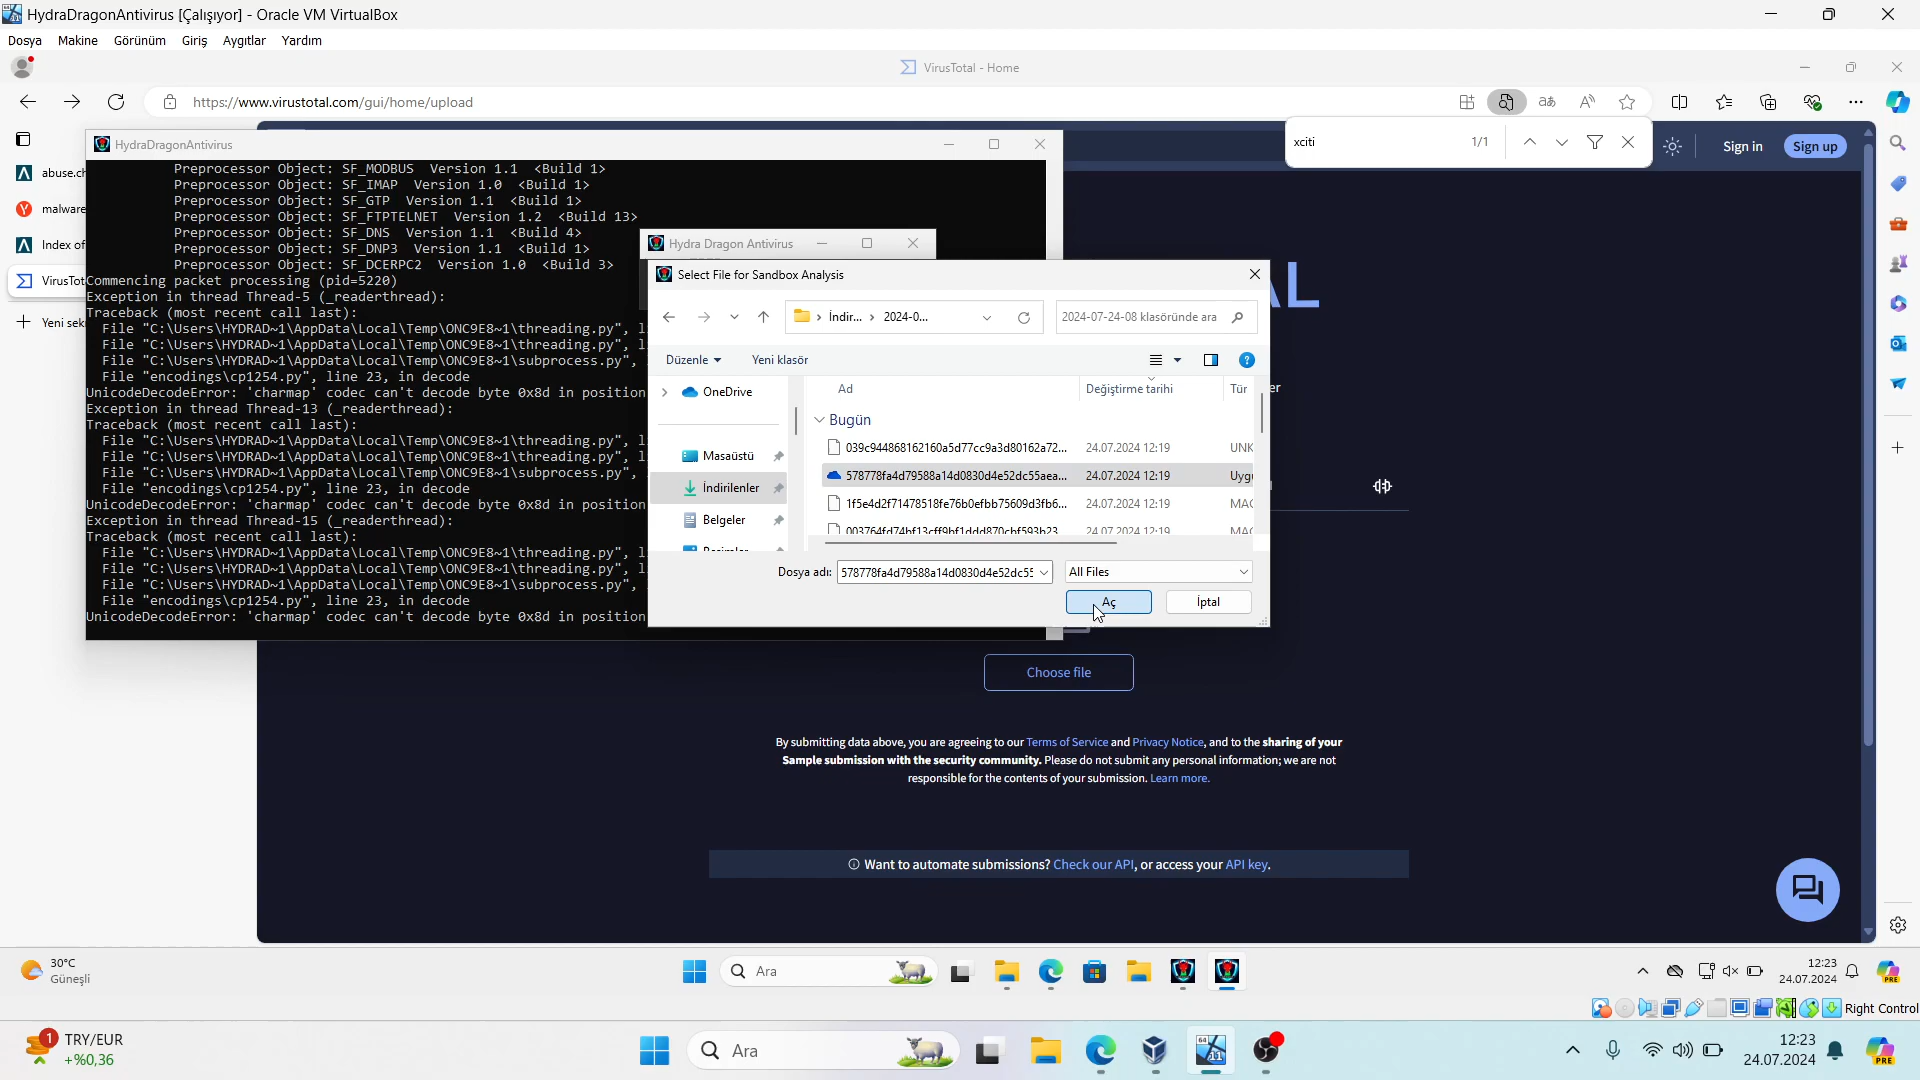 HydraDragonAntivirus [Çalışıyor] - Oracle VM VirtualBox
Dosya Makine Görünüm Giriş Aygıtlar Yardım
VirusTotal - Home
https://www.virustotal.com/gui/home/upload
xciti 1/1
Sign in Sign up
abuse.ch
malware
Index of
VirusTot
Yeni sek
HydraDragonAntivirus
Preprocessor Object: SF_MODBUS Version 1.1 <Build 1>
Preprocessor Object: SF_IMAP Version 1.0 <Build 1>
Preprocessor Object: SF_GTP Version 1.1 <Build 1>
Preprocessor Object: SF_FTPTELNET Version 1.2 <Build 13>
Preprocessor Object: SF_DNS Version 1.1 <Build 4>
Preprocessor Object: SF_DNP3 Version 1.1 <Build 1>
Preprocessor Object: SF_DCERPC2 Version 1.0 <Build 3>
Commencing packet processing (pid=5220)
Exception in thread Thread-5 (_readerthread):
Traceback (most recent call last):
File "C:\Users\HYDRAD~1\AppData\Local\Temp\ONC9E8~1\threading.py", l
File "C:\Users\HYDRAD~1\AppData\Local\Temp\ONC9E8~1\threading.py", l
File "C:\Users\HYDRAD~1\AppData\Local\Temp\ONC9E8~1\subprocess.py",
File "encodings\cp1254.py", line 23, in decode
UnicodeDecodeError: 'charmap' codec can't decode byte 0x8d in position
Exception in thread Thread-13 (_readerthread):
Traceback (most recent call last):
File "C:\Users\HYDRAD~1\AppData\Local\Temp\ONC9E8~1\threading.py", l
File "C:\Users\HYDRAD~1\AppData\Local\Temp\ONC9E8~1\threading.py", l
File "C:\Users\HYDRAD~1\AppData\Local\Temp\ONC9E8~1\subprocess.py",
File "encodings\cp1254.py", line 23, in decode
UnicodeDecodeError: 'charmap' codec can't decode byte 0x8d in position
Exception in thread Thread-15 (_readerthread):
Traceback (most recent call last):
File "C:\Users\HYDRAD~1\AppData\Local\Temp\ONC9E8~1\threading.py", l
File "C:\Users\HYDRAD~1\AppData\Local\Temp\ONC9E8~1\threading.py", l
File "C:\Users\HYDRAD~1\AppData\Local\Temp\ONC9E8~1\subprocess.py",
File "encodings\cp1254.py", line 23, in decode
UnicodeDecodeError: 'charmap' codec can't decode byte 0x8d in position
Hydra Dragon Antivirus
Select File for Sandbox Analysis
İndir... › 2024-0...
2024-07-24-08 klasöründe ara
Düzenle Yeni klasör
OneDrive
Masaüstü
İndirilenler
Belgeler
Ad Değiştirme tarihi Tür
Bugün
039c944868162160a5d77cc9a3d80162a72... 24.07.2024 12:19 UNK
578778fa4d79588a14d0830d4e52dc55aea... 24.07.2024 12:19 Uygu
1f5e4d2f71478518fe76b0efbb75609d3fb6... 24.07.2024 12:19 MAC
003764fd74bf13cff9bf1ddd870cbf593b23 24.07.2024 12:19 MAC
Dosya adı: 578778fa4d79588a14d0830d4e52dc55 All Files
Aç İptal
AL
er
Choose file
By submitting data above, you are agreeing to our Terms of Service and Privacy Notice, and to the sharing of your
Sample submission with the security community. Please do not submit any personal information; we are not
responsible for the contents of your submission. Learn more.
Want to automate submissions? Check our API, or access your API key.
30°C
Güneşli
Ara
12:23
24.07.2024
PRE
Right Control
1
TRY/EUR
+%0,36
Ara
64
11
12:23
24.07.2024
PRE